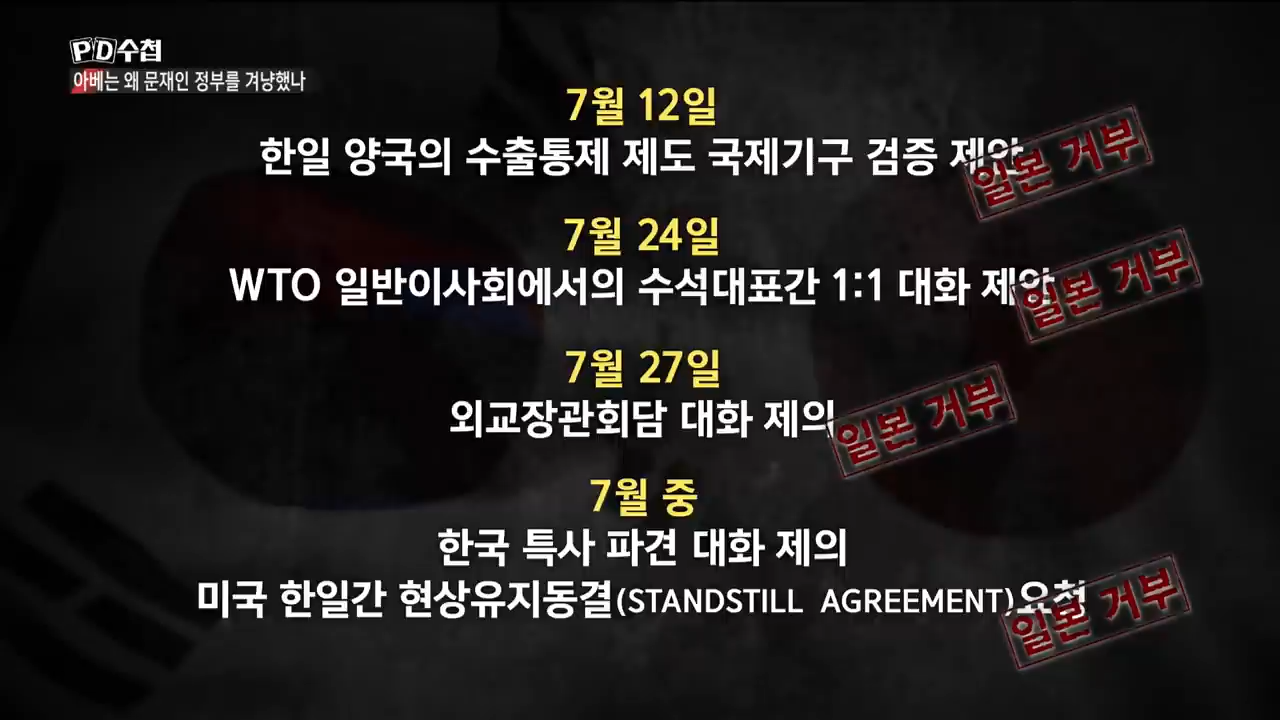 PD수첩
아베는 왜 문재인 정부를 겨냥했나
7월 12일
한일 양국의 수출통제 제도 국제기구 검증 제안
일본 거부
7월 24일
WTO 일반이사회에서의 수석대표간 1:1 대화 제안
일본 거부
7월 27일
외교장관회담 대화 제의
일본 거부
7월 중
한국 특사 파견 대화 제의
미국 한일간 현상유지동결(STANDSTILL AGREEMENT)요청
일본 거부